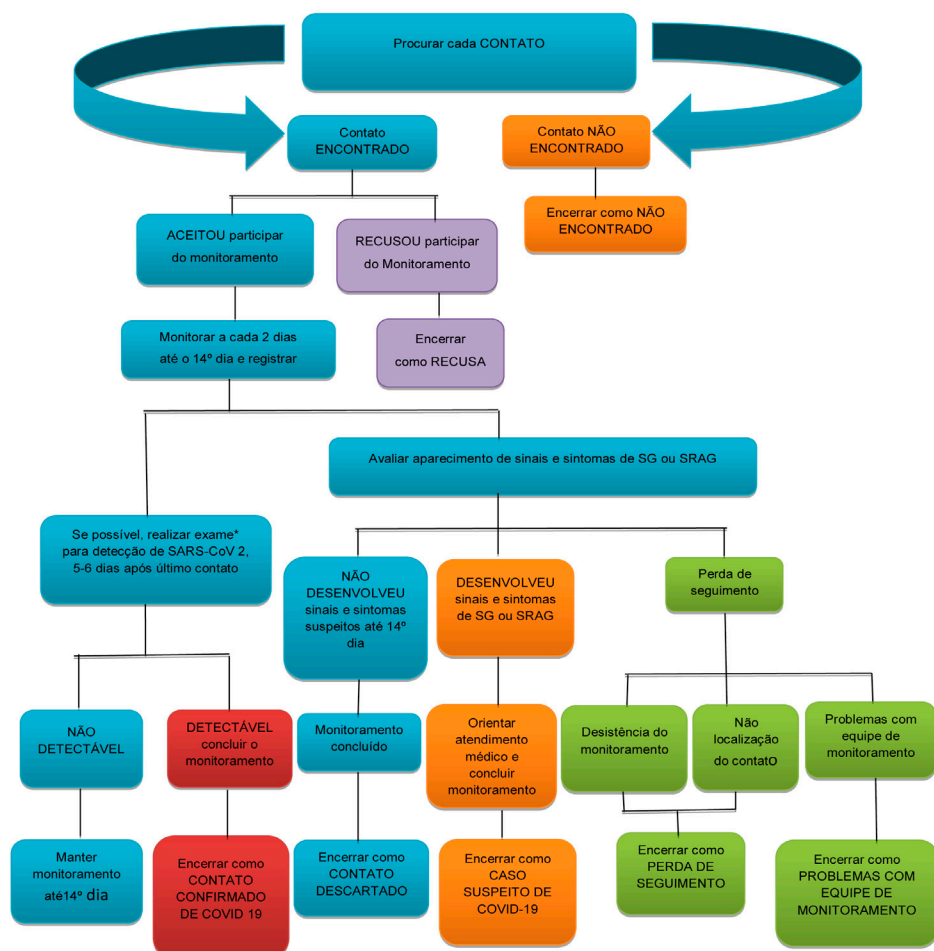 Procurar cada CONTATO
Contato
ENCONTRADO
Contato NÃO
ENCONTRADO
Encerrar como NÃO
ENCONTRADO
ACEITOU participar
do monitoramento
RECUSOU participar
do Monitoramento
Monitorar a cada 2 dias
até o 14º dia e registrar
Encerrar
como RECUSA
Avaliar aparecimento de sinais e sintomas de SG ou SRAG
Se possível, realizar exame*
para detecção de SARS-CoV 2,
5-6 dias após último contato
NÃO
DESENVOLVEU
sinais e sintomas
suspeitos até 14º
dia
DESENVOLVEU
sinais e sintomas
de SG ou SRAG
Perda de
seguimento
NÃO
DETECTÁVEL
DETECTÁVEL
concluir o
monitoramento
Monitoramento
concluído
Orientar
atendimento
médico e
concluir
monitoramento
Desistência do
monitoramento
Não
localização
do contato
Problemas com
equipe de
monitoramento
Manter
monitoramento
até14º dia
Encerrar como
CONTATO
CONFIRMADO
DE COVID 19
Encerrar como
CONTATO
DESCARTADO
Encerrar como
CASO
SUSPEITO DE
COVID-19
Encerrar como
PERDA DE
SEGUIMENTO
Encerrar como
PROBLEMAS COM
EQUIPE DE
MONITORAMENTO